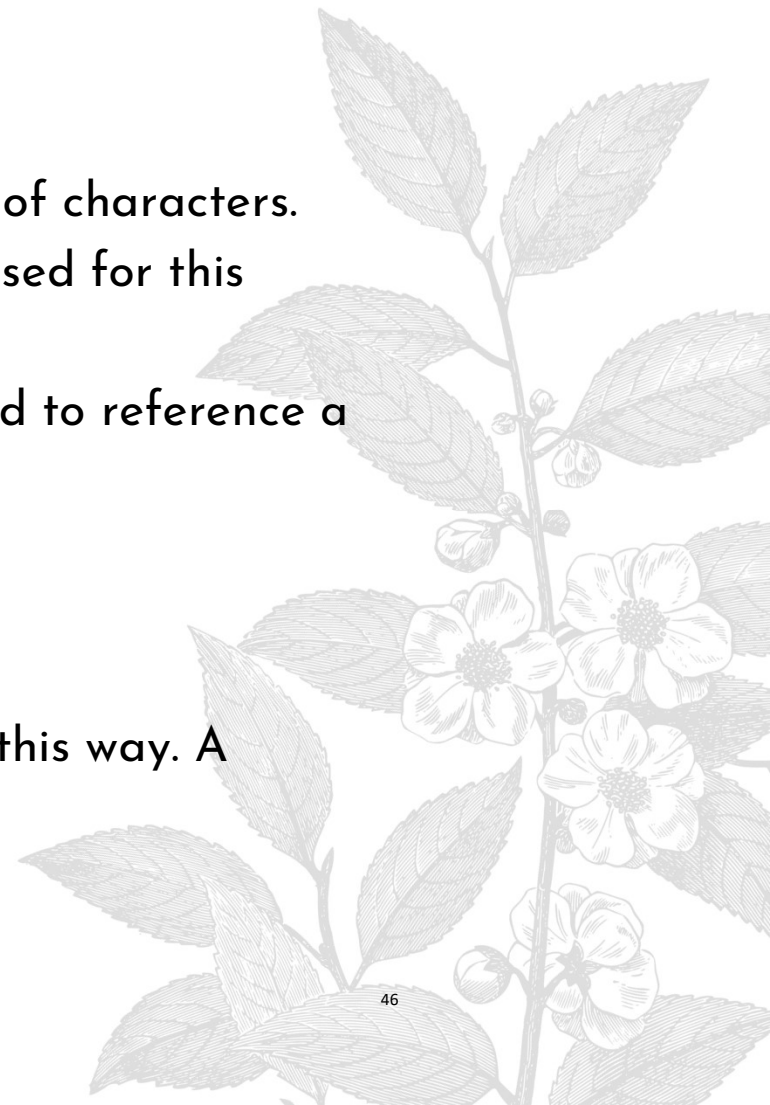 of characters.
sed for this
d to reference a
this way. A
46